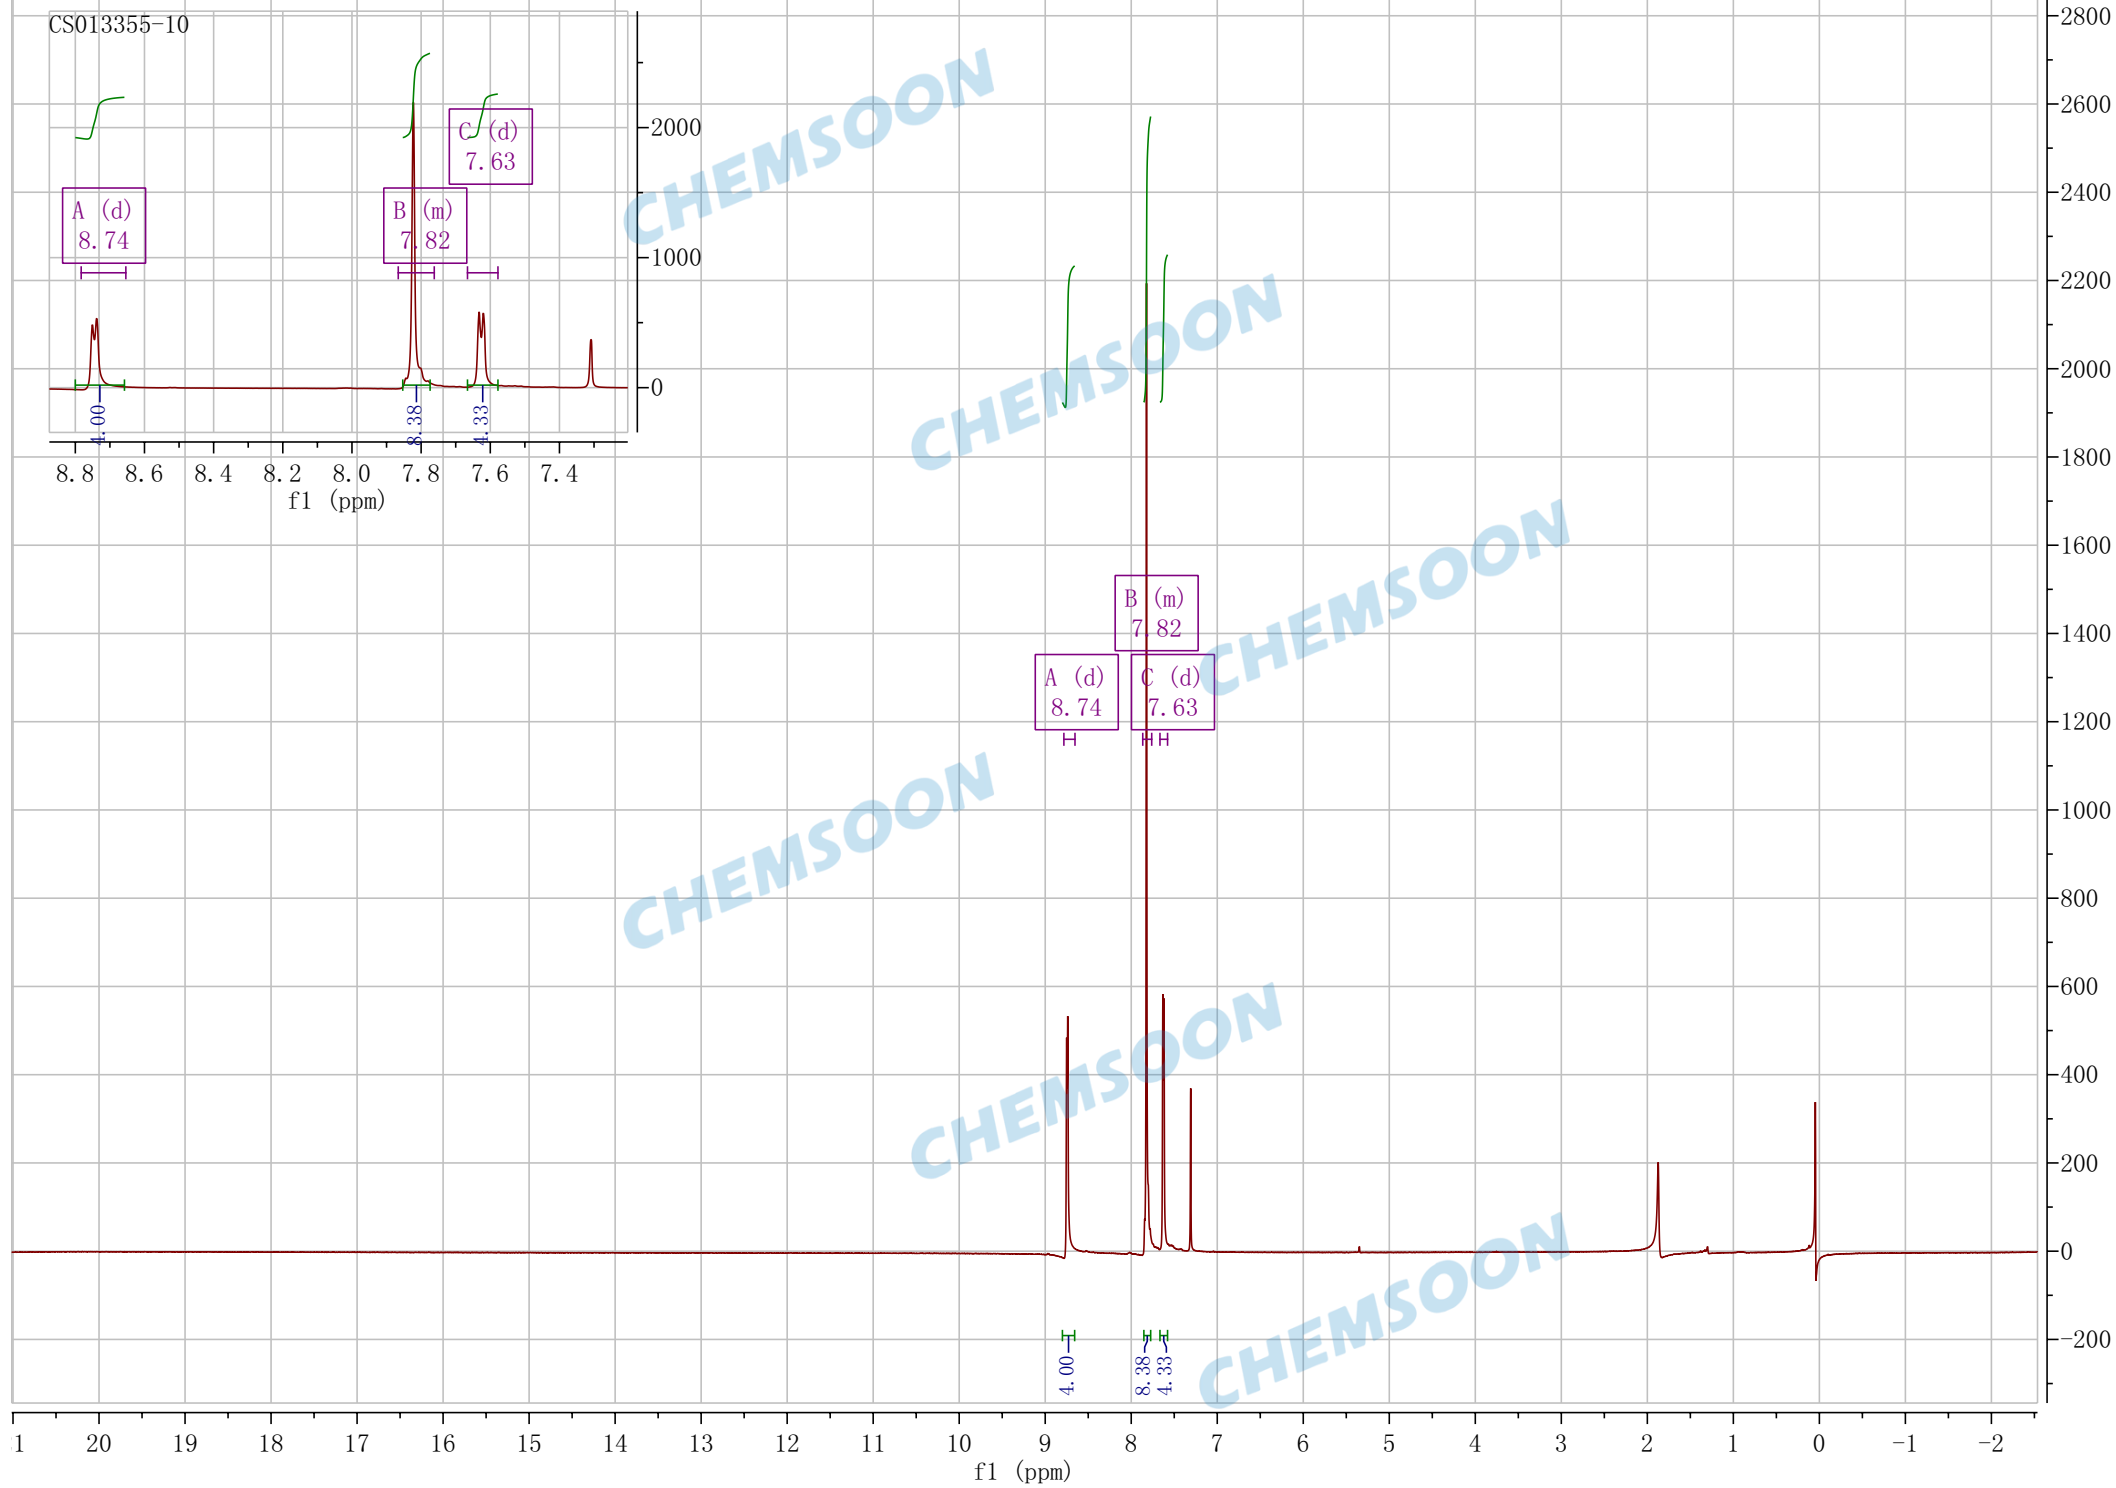 CS013355-10
A (d)
8.74
B (m)
7.82
C (d)
7.63
2000
1000
0
4.00
8.38
4.33
8.8 8.6 8.4 8.2 8.0 7.8 7.6 7.4
f1 (ppm)
CHEMSOON
CHEMSOON
CHEMSOON
CHEMSOON
CHEMSOON
CHEMSOON
B (m)
7.82
A (d)
8.74
C (d)
7.63
2800
2600
2400
2200
2000
1800
1600
1400
1200
1000
800
600
400
200
0
-200
4.00
8.38
4.33
1 20 19 18 17 16 15 14 13 12 11 10 9 8 7 6 5 4 3 2 1 0 -1 -2
f1 (ppm)